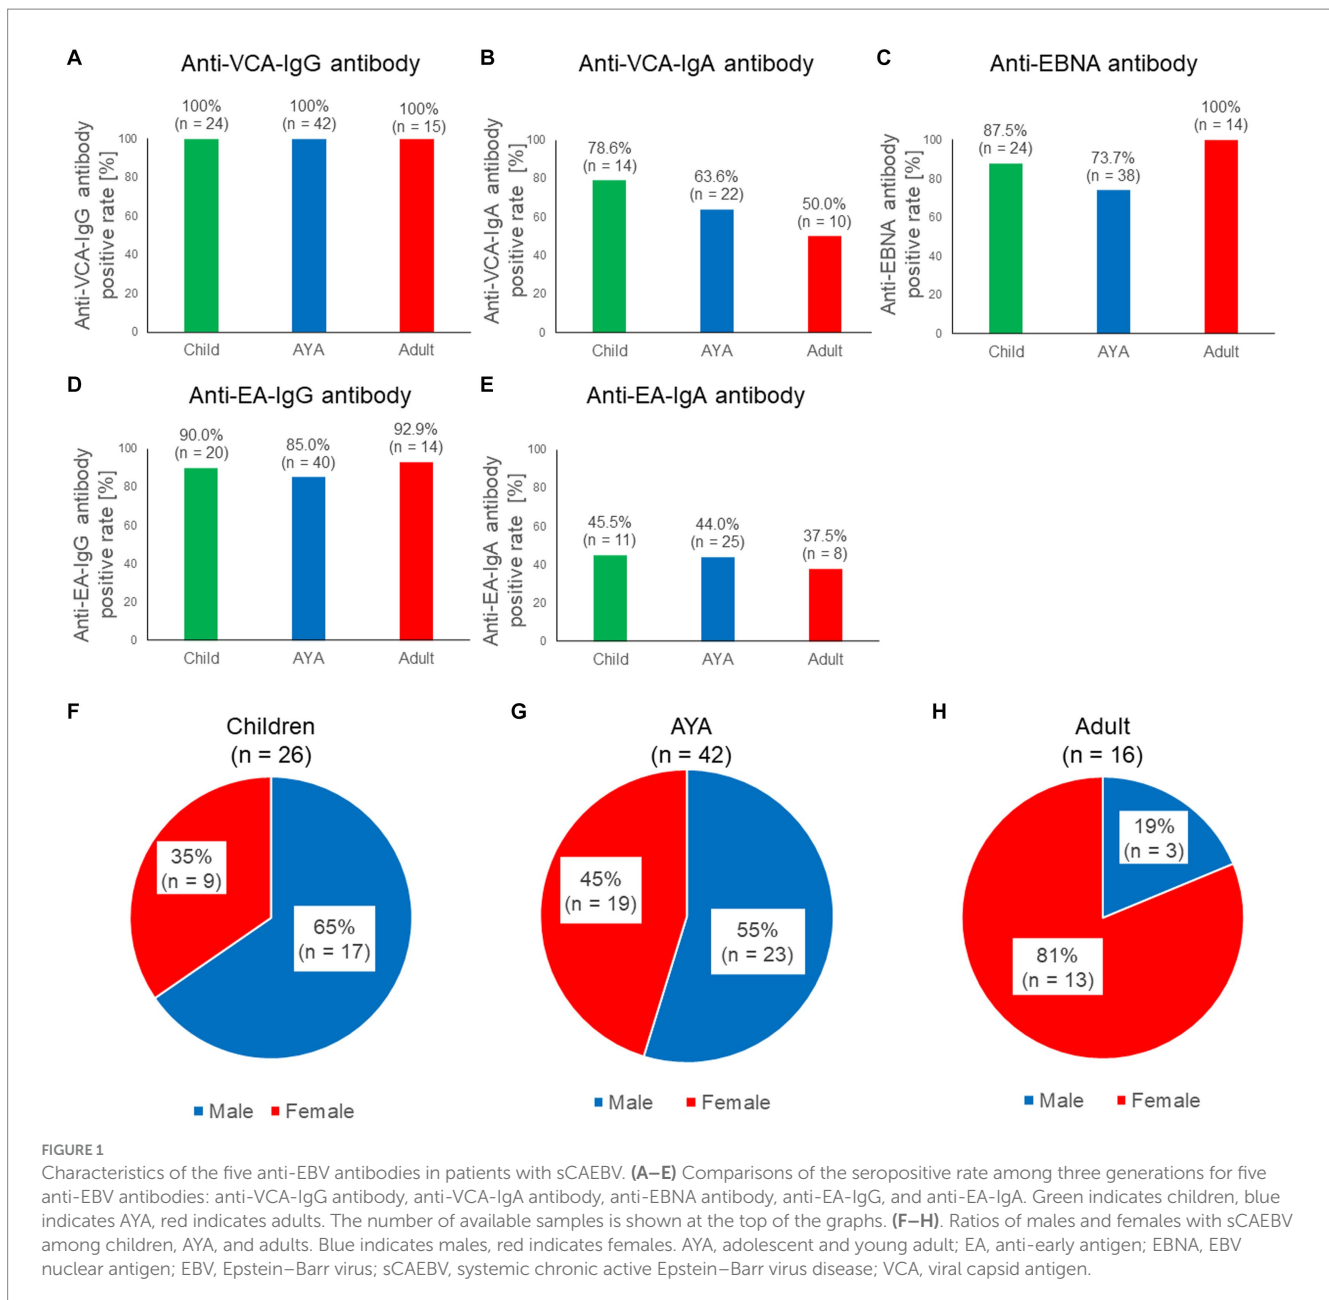 A
Anti-VCA-IgG antibody
Anti-VCA-IgG antibody
positive rate [%]
100
80
60
40
20
0
100%
(n = 24)
100%
(n = 42)
100%
(n = 15)
Child
AYA
Adult
B
Anti-VCA-IgA antibody
Anti-VCA-IgA antibody
positive rate [%]
100
80
60
40
20
0
78.6%
(n = 14)
63.6%
(n = 22)
50.0%
(n = 10)
Child
AYA
Adult
C
Anti-EBNA antibody
Anti-EBNA antibody
positive rate [%]
100
80
60
40
20
0
87.5%
(n = 24)
73.7%
(n = 38)
100%
(n = 14)
Child
AYA
Adult
D
Anti-EA-IgG antibody
Anti-EA-IgG antibody
positive rate [%]
100
80
60
40
20
0
90.0%
(n = 20)
85.0%
(n = 40)
92.9%
(n = 14)
Child
AYA
Adult
E
Anti-EA-IgA antibody
Anti-EA-IgA antibody
positive rate [%]
100
80
60
40
20
0
45.5%
(n = 11)
44.0%
(n = 25)
37.5%
(n = 8)
Child
AYA
Adult
F
Children
(n = 26)
35%
(n = 9)
65%
(n = 17)
Male Female
G
AYA
(n = 42)
45%
(n = 19)
55%
(n = 23)
Male Female
H
Adult
(n = 16)
19%
(n = 3)
81%
(n = 13)
Male Female
FIGURE 1
Characteristics of the five anti-EBV antibodies in patients with sCAEBV. (A–E) Comparisons of the seropositive rate among three generations for five
anti-EBV antibodies: anti-VCA-IgG antibody, anti-VCA-IgA antibody, anti-EBNA antibody, anti-EA-IgG, and anti-EA-IgA. Green indicates children, blue
indicates AYA, red indicates adults. The number of available samples is shown at the top of the graphs. (F–H). Ratios of males and females with sCAEBV
among children, AYA, and adults. Blue indicates males, red indicates females. AYA, adolescent and young adult; EA, anti-early antigen; EBNA, EBV
nuclear antigen; EBV, Epstein–Barr virus; sCAEBV, systemic chronic active Epstein–Barr virus disease; VCA, viral capsid antigen.